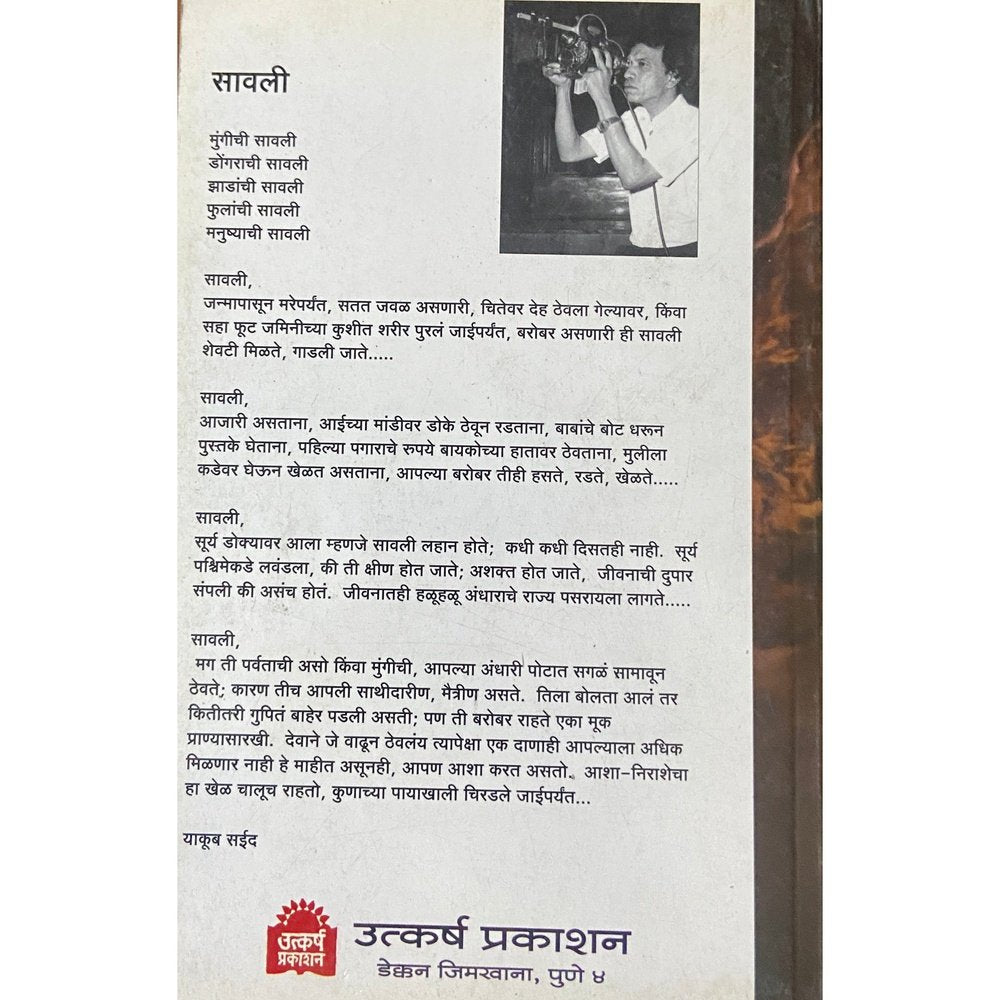 सावली
मुंगीची सावली
डोंगराची सावली
झाडांची सावली
फुलांची सावली
मनुष्याची सावली
सावली,
जन्मापासून मरेपर्यंत, सतत जवळ असणारी, चितेवर देह ठेवला गेल्यावर, किंवा
सहा फूट जमिनीच्या कुशीत शरीर पुरलं जाईपर्यंत, बरोबर असणारी ही सावली
शेवटी मिळते, गाडली जाते.....
सावली,
आजारी असताना, आईच्या मांडीवर डोके ठेवून रडताना, बाबांचे बोट धरून
पुस्तके घेताना, पहिल्या पगाराचे रुपये बायकोच्या हातावर ठेवताना, मुलीला
कडेवर घेऊन खेळत असताना, आपल्या बरोबर तीही हसते, रडते, खेळते.....
सावली,
सूर्य डोक्यावर आला म्हणजे सावली लहान होते; कधी कधी दिसतही नाही. सूर्य
पश्चिमेकडे लवंडला, की ती क्षीण होत जाते; अशक्त होत जाते, जीवनाची दुपार
संपली की असंच होतं. जीवनातही हळूहळू अंधाराचे राज्य पसरायला लागते.....
सावली,
मग ती पर्वताची असो किंवा मुंगीची, आपल्या अंधारी पोटात सगळं सामावून
ठेवते; कारण तीच आपली साथीदारीण, मैत्रीण असते. तिला बोलता आलं तर
कितीतरी गुपितं बाहेर पडली असती; पण ती बरोबर राहते एका मूक
प्राण्यासारखी. देवाने जे वाढून ठेवलंय त्यापेक्षा एक दाणाही आपल्याला अधिक
मिळणार नाही हे माहीत असूनही, आपण आशा करत असतो. आशा-निराशेचा
हा खेळ चालूच राहतो, कुणाच्या पायाखाली चिरडले जाईपर्यंत...
याकूब सईद
उत्कर्ष
प्रकाशन
उत्कर्ष प्रकाशन
डेक्कन जिमखाना, पुणे ४